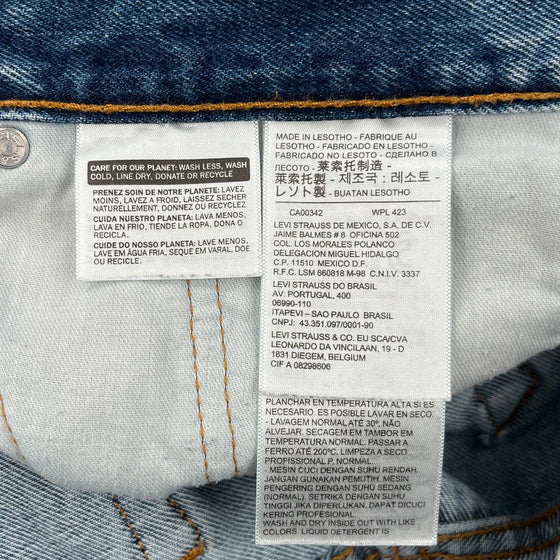 CARE FOR OUR PLANET: WASH LESS, WASH
COLD, LINE DRY, DONATE OR RECYCLE
PRENEZ SOIN DE NOTRE PLANETE: LAVEZ
MOINS, LAVEZ A FROID, LAISSEZ SÉCHER
NATURELLEMENT, DONNEZ OU RECYCLEZ
CUIDA NUESTRO PLANETA: LAVA MENOS,
LAVA EN FRIO, TIENDE LA ROPA, DONA O
RECICLA.
CUIDE DO NOSSO PLANETA: LAVE MENOS,
LAVE EM ÁGUA FRIA, SEQUE EM VARAL, DOE
OU RECICLA.
MADE IN LESOTHO - FABRIQUE AU
LESOTHO - FABRICADO EN LESOTHO -
FABRICADO NO LESOTHO - СДЕЛАНО В
ЛЕСОТО - 莱索托制造 -
萊索托製 - 제조국 : 레소토 -
レソト製 - BUATAN LESOTHO
CA00342 WPL 423
LEVI STRAUSS DE MEXICO, S.A. DE C.V.
JAIME BALMES # 8 OFICINA 502
COL. LOS MORALES POLANCO
DELEGACION MIGUEL HIDALGO
C.P. 11510 MEXICO D.F.
R.F.C. LSM 660818 M-98 C.N.I.V. 3337
LEVI STRAUSS DO BRASIL
AV. PORTUGAL, 400
06990-110
ITAPEVI – SAO PAULO BRASIL
CNPJ: 43.351.097/0001-90
LEVI STRAUSS & CO. EU SCA/CVA
LEONARDO DA VINCILAAN, 19 - D
1831 DIEGEM, BELGIUM
CIF A 08298606
PLANCHAR EN TEMPERATURA ALTA SI ES
NECESARIO. ES POSIBLE LAVAR EN SECO.
- LAVAGEM NORMAL ATÉ 30º. NÃO
ALVEJAR. SECAGEM EM TAMBOR EM
TEMPERATURA NORMAL. PASSAR A
FERRO ATÉ 200ºC. LIMPEZA A SECO
PROFISSIONAL P. NORMAL.
- MESIN CUCI DENGAN SUHU RENDAH.
JANGAN GUNAKAN PEMUTIH. MESIN
PENGERING DENGAN SUHU SEDANG
(NORMAL). SETRIKA DENGAN SUHU
TINGGI JIKA DIPERLUKAN. DAPAT DICUCI
KERING PROFESIONAL.
WASH AND DRY INSIDE OUT WITH LIKE
COLORS. LIQUID DETERGENT IS